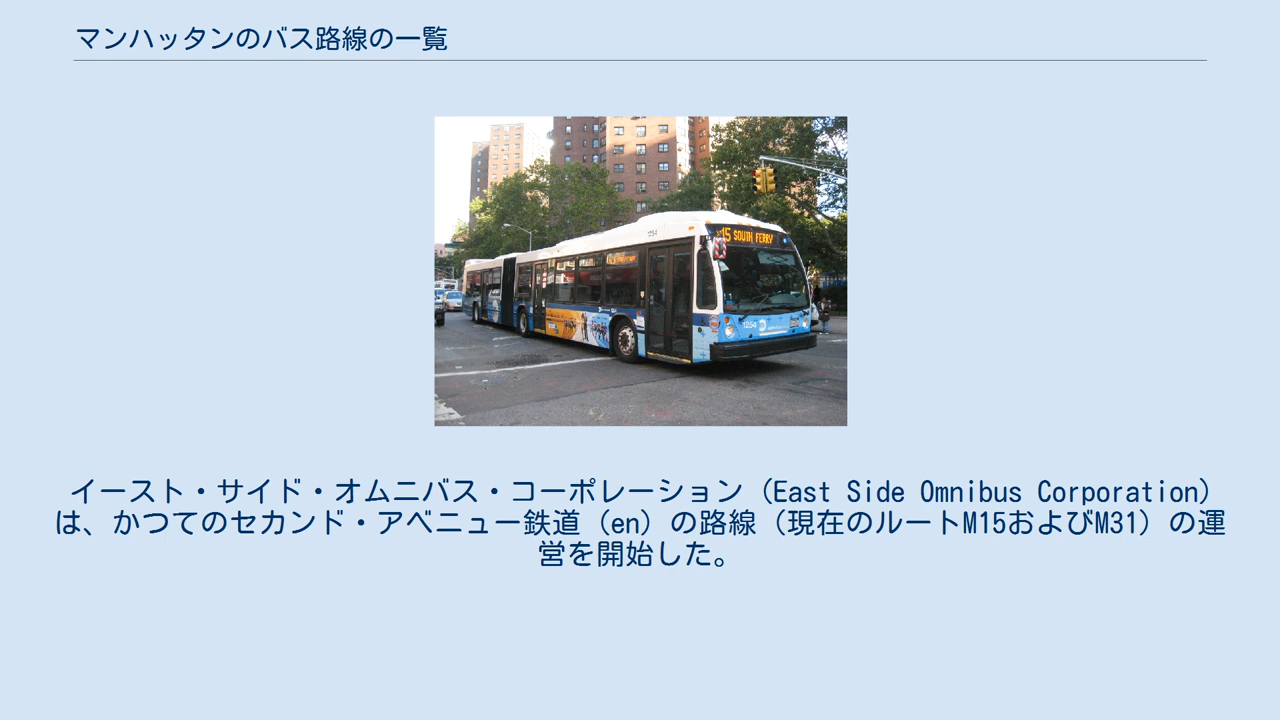 マンハッタンのバス路線の一覧
1254
15 SOUTH FERRY
1254
イースト・サイド・オムニバス・コーポレーション（East Side Omnibus Corporation）
は、かつてのセカンド・アベニュー鉄道（en）の路線（現在のルートM15およびM31）の運
営を開始した。